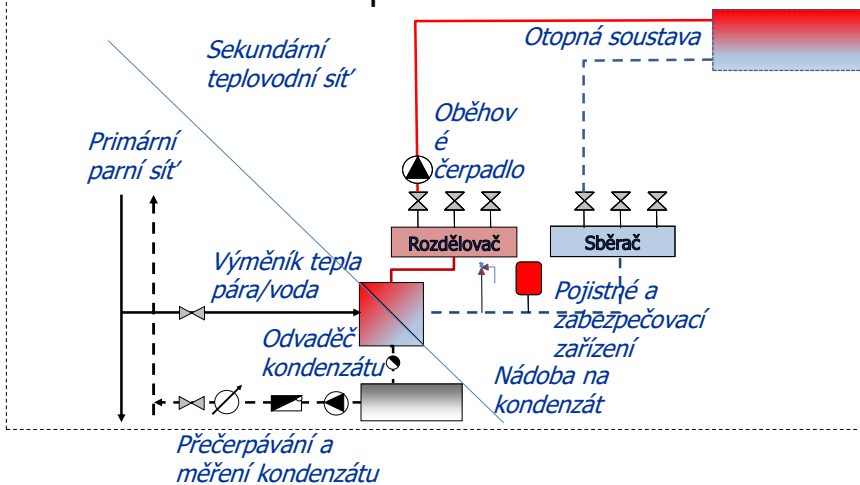 Sekundární
teplovodní síť
Otopná soustava
Primární
parní síť
Oběhov
é
čerpadlo
Rozdělovač
Sběrač
Výměník tepla
pára/voda
Pojistné a
zabezpečovací
zařízení
Odvaděč
kondenzátu
Nádoba na
kondenzát
Přečerpávání a
měření kondenzátu